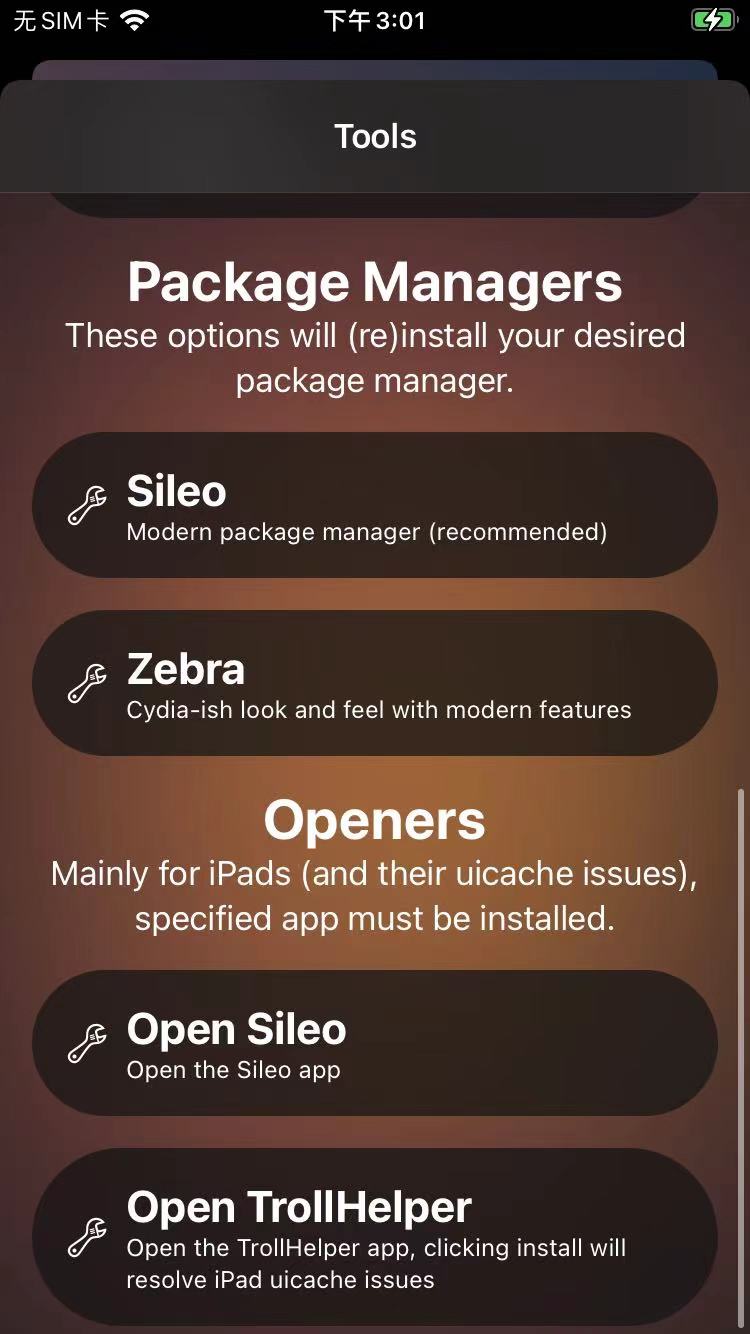 无SIM卡
下午3:01
Tools
Package Managers
These options will (re)install your desired
package manager.
Sileo
Modern package manager (recommended)
Zebra
Cydia-ish look and feel with modern features
Openers
Mainly for iPads (and their uicache issues),
specified app must be installed.
Open Sileo
Open the Sileo app
Open TrollHelper
Open the TrollHelper app, clicking install will
resolve iPad uicache issues